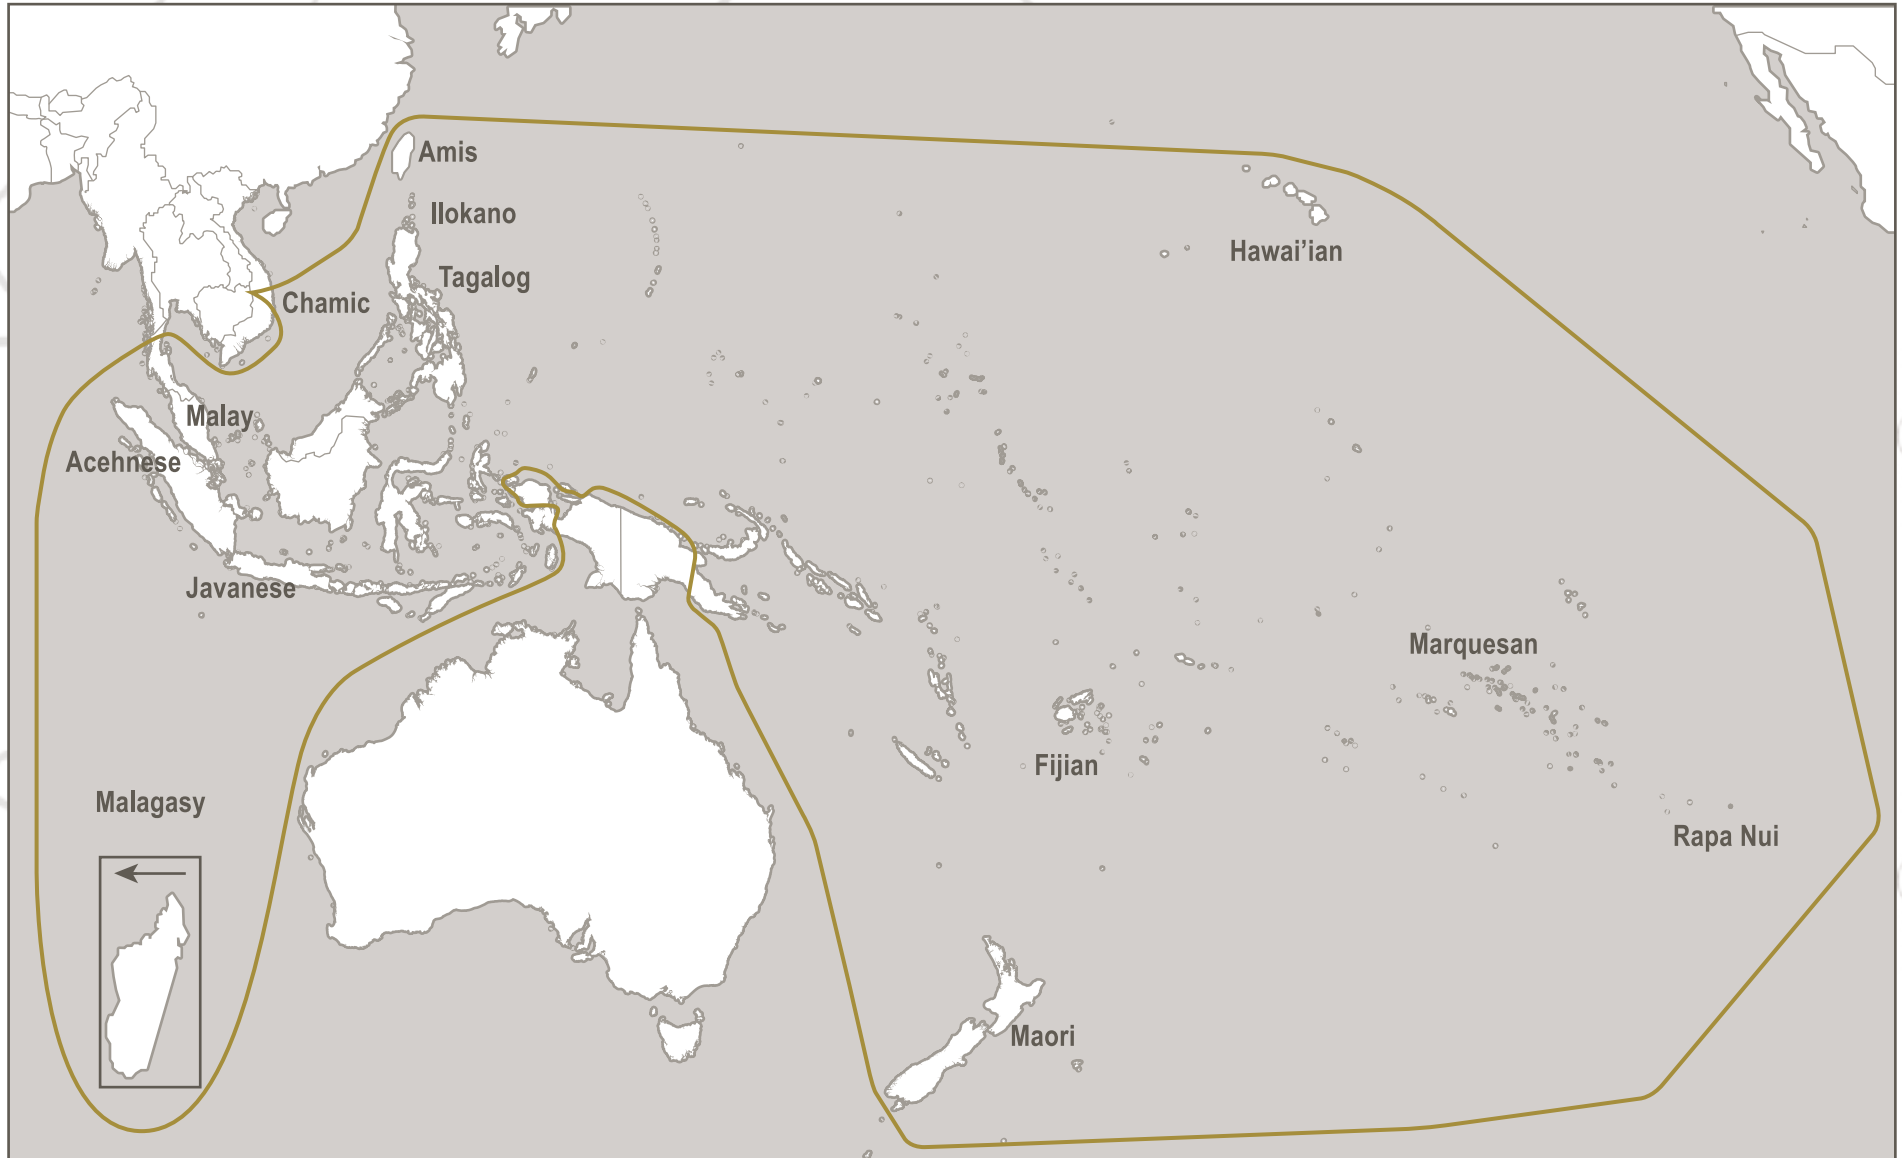 Amis
Ilokano
Tagalog
Hawai’ian
Chamic
Malay
Acehnese
Javanese
Marquesan
Fijian
Malagasy
Rapa Nui
Maori